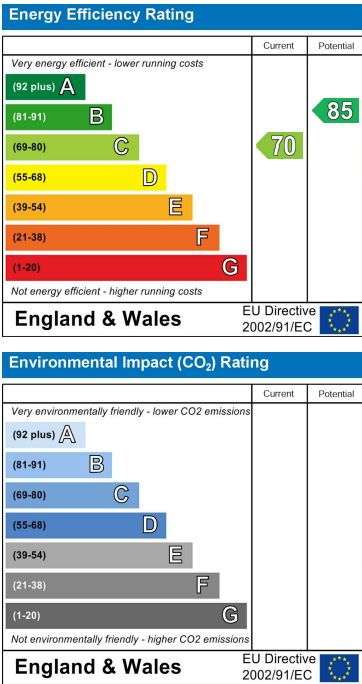 Energy Efficiency Rating
Current Potential
Very energy efficient - lower running costs
(92 plus) A
(81-91) B
(69-80) C
(55-68) D
(39-54) E
(21-38) F
(1-20) G
70
85
Not energy efficient - higher running costs
England & Wales
EU Directive
2002/91/EC
Environmental Impact (CO₂) Rating
Current Potential
Very environmentally friendly - lower CO2 emissions
(92 plus) A
(81-91) B
(69-80) C
(55-68) D
(39-54) E
(21-38) F
(1-20) G
Not environmentally friendly - higher CO2 emissions
England & Wales
EU Directive
2002/91/EC